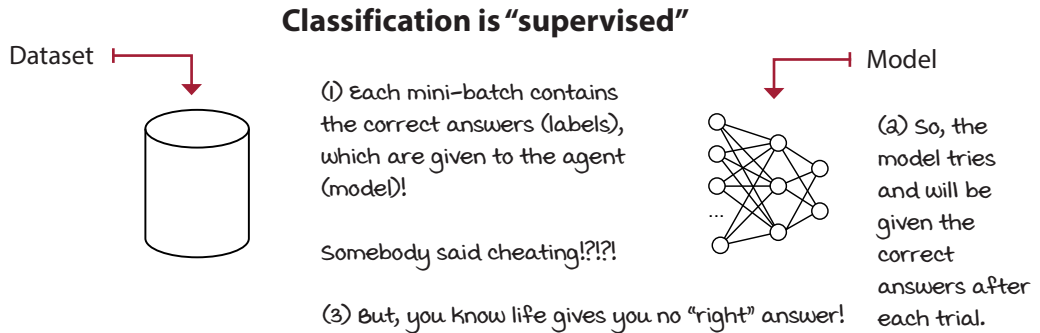 Classification is “supervised”
Dataset
Model
(1) Each mini-batch contains
the correct answers (labels),
which are given to the agent
(model)!
Somebody said cheating!?!?!
(2) So, the
model tries
and will be
given the
correct
answers after
each trial.
...
(3) But, you know life gives you no “right” answer!